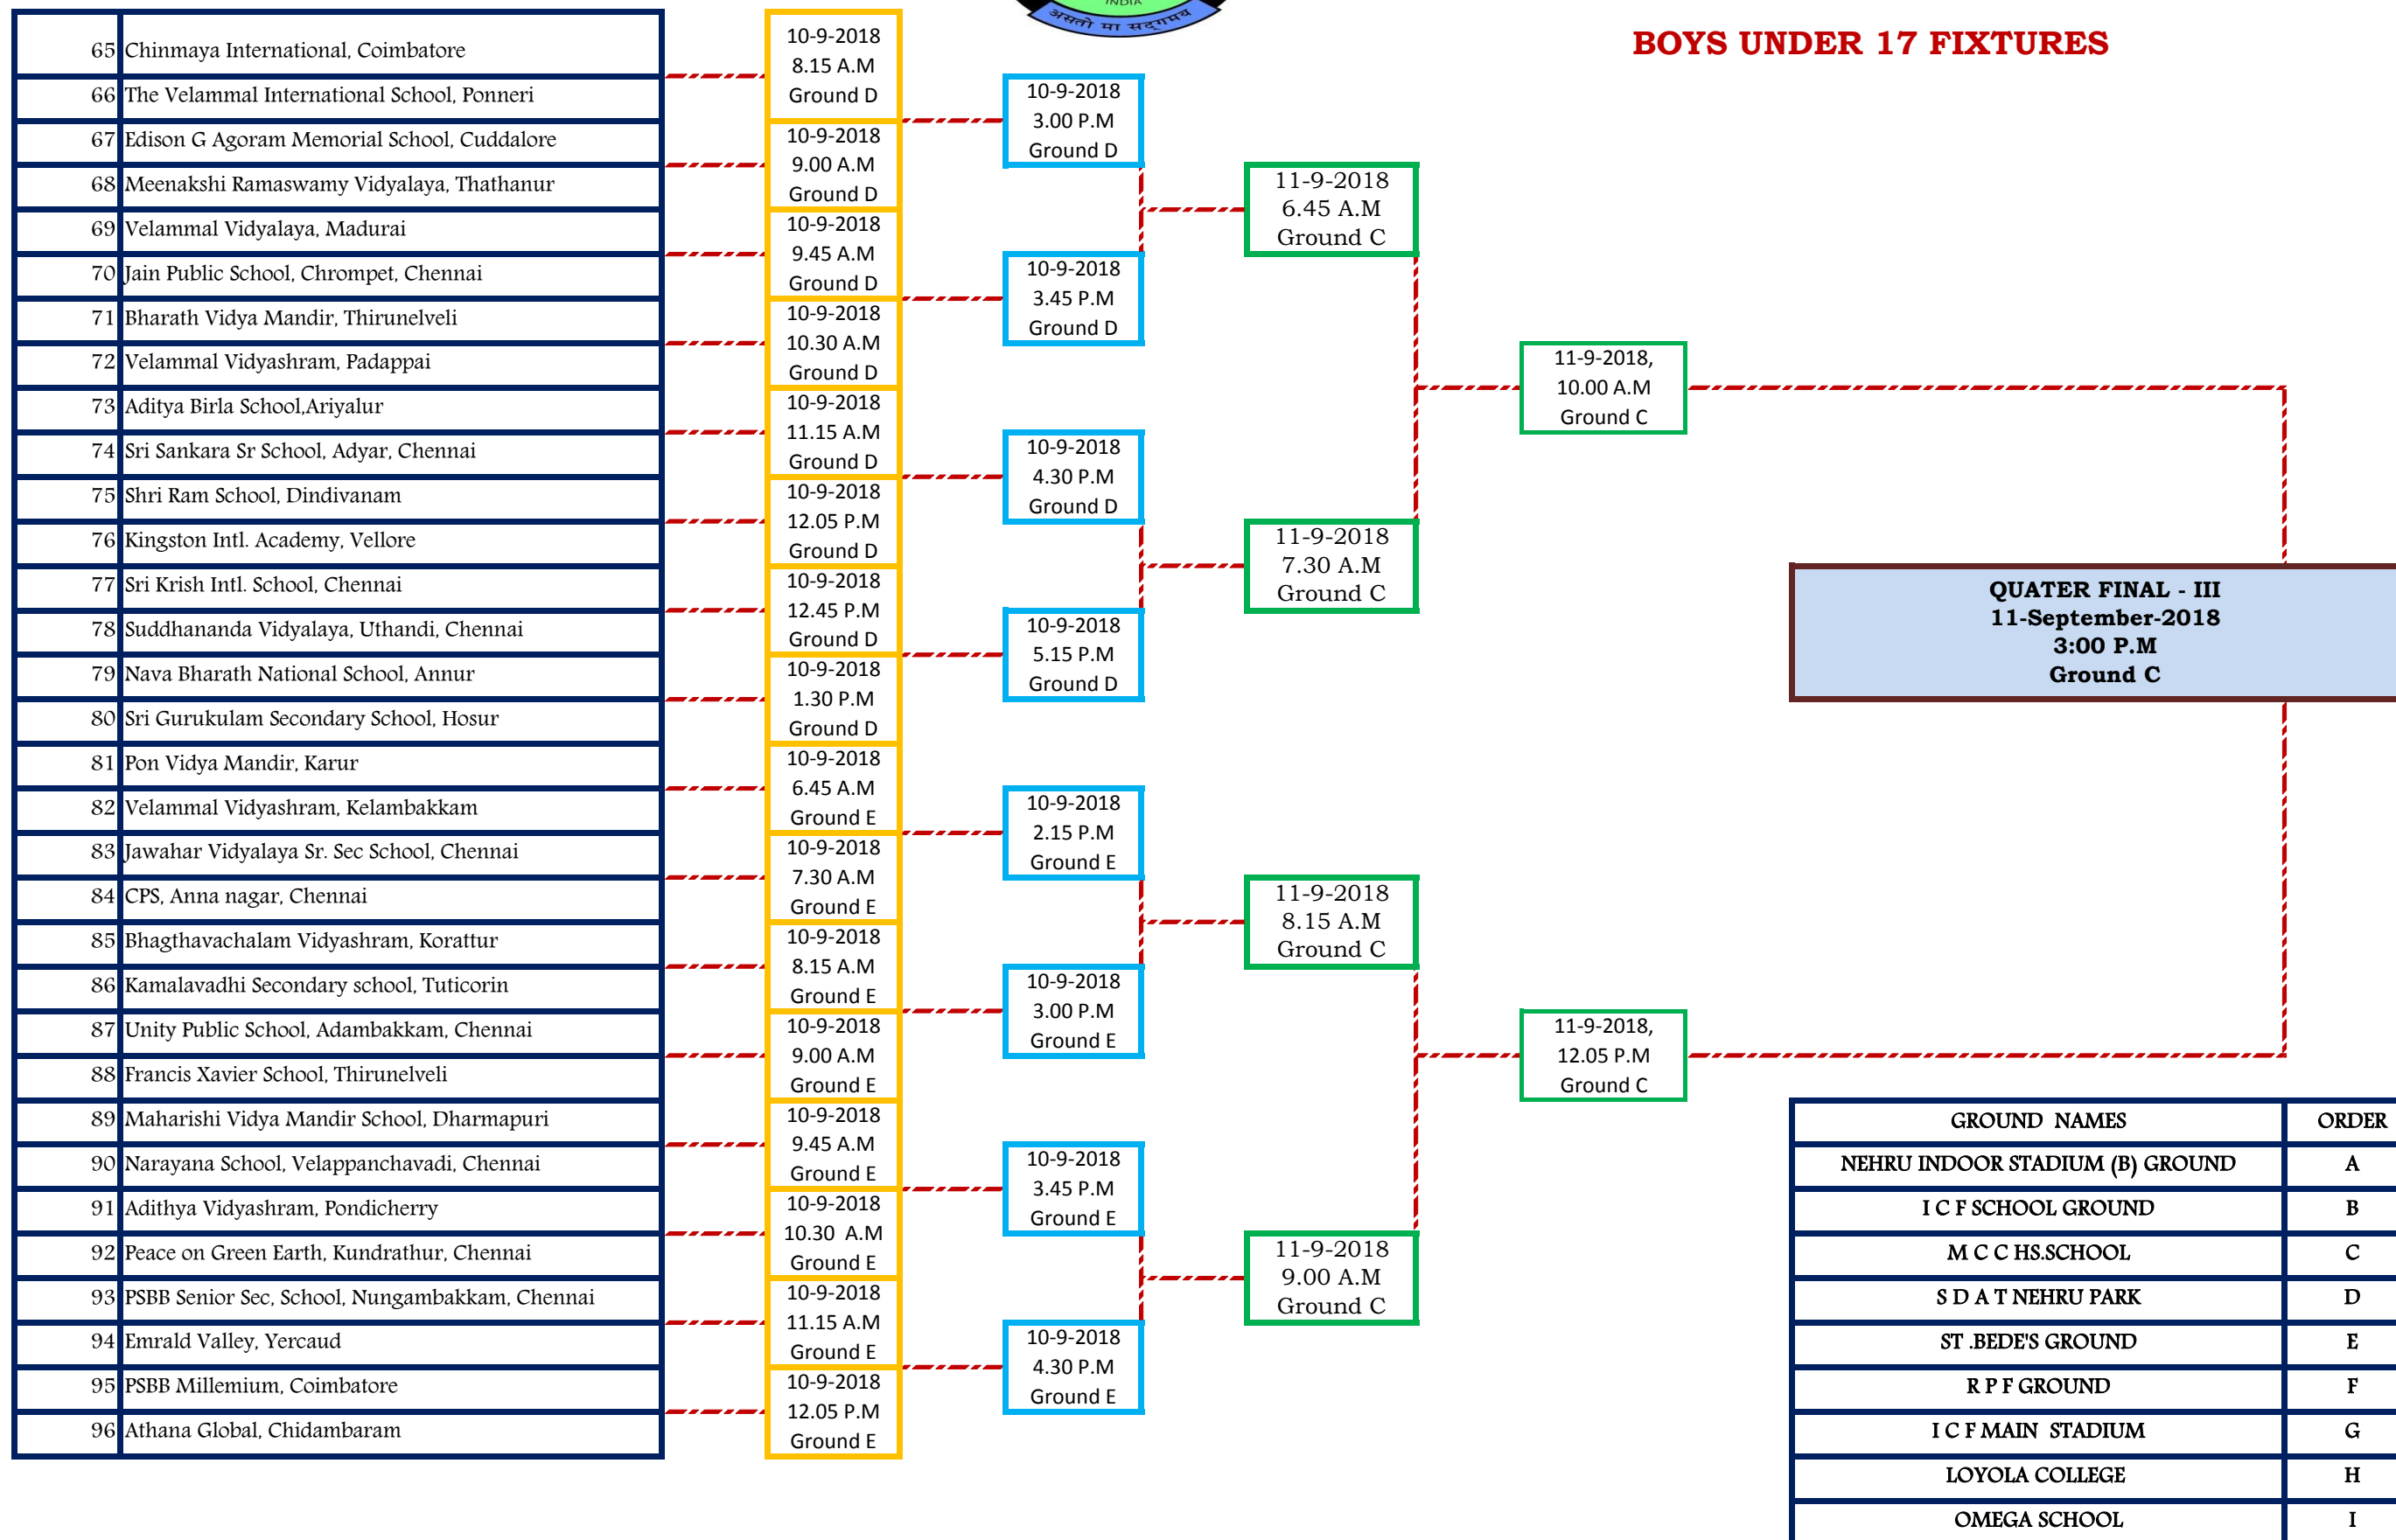 INDIA
असतो मा सद्गमय
BOYS UNDER 17 FIXTURES
65 Chinmaya International, Coimbatore
66 The Velammal International School, Ponneri
67 Edison G Agoram Memorial School, Cuddalore
68 Meenakshi Ramaswamy Vidyalaya, Thathanur
69 Velammal Vidyalaya, Madurai
70 Jain Public School, Chrompet, Chennai
71 Bharath Vidya Mandir, Thirunelveli
72 Velammal Vidyashram, Padappai
73 Aditya Birla School,Ariyalur
74 Sri Sankara Sr School, Adyar, Chennai
75 Shri Ram School, Dindivanam
76 Kingston Intl. Academy, Vellore
77 Sri Krish Intl. School, Chennai
78 Suddhananda Vidyalaya, Uthandi, Chennai
79 Nava Bharath National School, Annur
80 Sri Gurukulam Secondary School, Hosur
81 Pon Vidya Mandir, Karur
82 Velammal Vidyashram, Kelambakkam
83 Jawahar Vidyalaya Sr. Sec School, Chennai
84 CPS, Anna nagar, Chennai
85 Bhagthavachalam Vidyashram, Korattur
86 Kamalavadhi Secondary school, Tuticorin
87 Unity Public School, Adambakkam, Chennai
88 Francis Xavier School, Thirunelveli
89 Maharishi Vidya Mandir School, Dharmapuri
90 Narayana School, Velappanchavadi, Chennai
91 Adithya Vidyashram, Pondicherry
92 Peace on Green Earth, Kundrathur, Chennai
93 PSBB Senior Sec, School, Nungambakkam, Chennai
94 Emrald Valley, Yercaud
95 PSBB Millemium, Coimbatore
96 Athana Global, Chidambaram
10-9-2018
8.15 A.M
Ground D
10-9-2018
9.00 A.M
Ground D
10-9-2018
9.45 A.M
Ground D
10-9-2018
10.30 A.M
Ground D
10-9-2018
11.15 A.M
Ground D
10-9-2018
12.05 P.M
Ground D
10-9-2018
12.45 P.M
Ground D
10-9-2018
1.30 P.M
Ground D
10-9-2018
6.45 A.M
Ground E
10-9-2018
7.30 A.M
Ground E
10-9-2018
8.15 A.M
Ground E
10-9-2018
9.00 A.M
Ground E
10-9-2018
9.45 A.M
Ground E
10-9-2018
10.30 A.M
Ground E
10-9-2018
11.15 A.M
Ground E
10-9-2018
12.05 P.M
Ground E
10-9-2018
3.00 P.M
Ground D
10-9-2018
3.45 P.M
Ground D
10-9-2018
4.30 P.M
Ground D
10-9-2018
5.15 P.M
Ground D
10-9-2018
2.15 P.M
Ground E
10-9-2018
3.00 P.M
Ground E
10-9-2018
3.45 P.M
Ground E
10-9-2018
4.30 P.M
Ground E
11-9-2018
6.45 A.M
Ground C
11-9-2018
7.30 A.M
Ground C
11-9-2018
8.15 A.M
Ground C
11-9-2018
9.00 A.M
Ground C
11-9-2018,
10.00 A.M
Ground C
11-9-2018,
12.05 P.M
Ground C
QUATER FINAL - III
11-September-2018
3:00 P.M
Ground C
GROUND NAMES ORDER
NEHRU INDOOR STADIUM (B) GROUND A
I C F SCHOOL GROUND B
M C C HS.SCHOOL C
S D A T NEHRU PARK D
ST .BEDE'S GROUND E
R P F GROUND F
I C F MAIN STADIUM G
LOYOLA COLLEGE H
OMEGA SCHOOL I